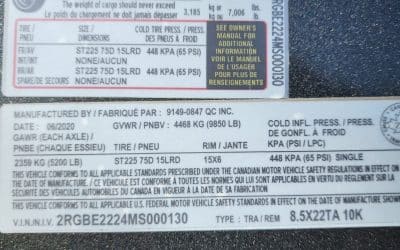 The weight of cargo should never exceed
Le poids du chargement ne doit jamais dépasser 3,185 kg or 7,006 lbs.
TIRE / PNEU SIZE / DIMENSIONS COLD TIRE PRESS. / PRESS. DES PNEUS À FROID
FR/AV ST225 75D 15LRD 448 KPA (65 PSI)
RR/AR NONE/AUCUN
SPARE/DE SECOURS NONE/AUCUN
SEE OWNER'S
MANUAL FOR
ADDITIONAL
INFORMATION
VOIR LE MANUEL
DE L'USAGER
POUR PLUS DE
RENSEIGNEMENTS
2RGBE2224MS000130
MANUFACTURED BY / FABRIQUÉ PAR : 9149-0847 QC INC.
DATE : 06/2020 GVWR / PNBV : 4468 KG (9850 LB) COLD INFL. PRESS. / PRESS.
GAWR (EACH AXLE) / DE GONFL. À FROID
PNBE (CHAQUE ESSIEU) TIRE / PNEU RIM / JANTE KPA (PSI / LPC)
2359 KG (5200 LB) ST225 75D 15LRD 15X6 448 KPA (65 PSI) SINGLE
THIS VEHICLE CONFORMS TO ALL APPLICABLE STANDARDS PRESCRIBED UNDER THE CANADIAN MOTOR VEHICLE SAFETY REGULATIONS IN EFFECT ON
THE DATE OF MANUFACTURE / CE VÉHICULE EST CONFORME À TOUTES LES NORMES QUI LUI SONT APPLICABLES EN VERTU DU RÈGLEMENT SUR LA
SÉCURITÉ DES VÉHICULES AUTOMOBILES DU CANADA EN VIGUEUR À LA DATE DE SA FABRICATION.
THIS VEHICLE CONFORMS TO ALL APPLICABLE U.S. FEDERAL MOTOR VEHICLE SAFETY STANDARDS IN EFFECT ON THE DATE OF MANUFACTURE SHOWN ABOVE.
V.I.N./N.I.V. 2RGBE2224MS000130 TYPE : TRA / REM 8.5X22TA 10K